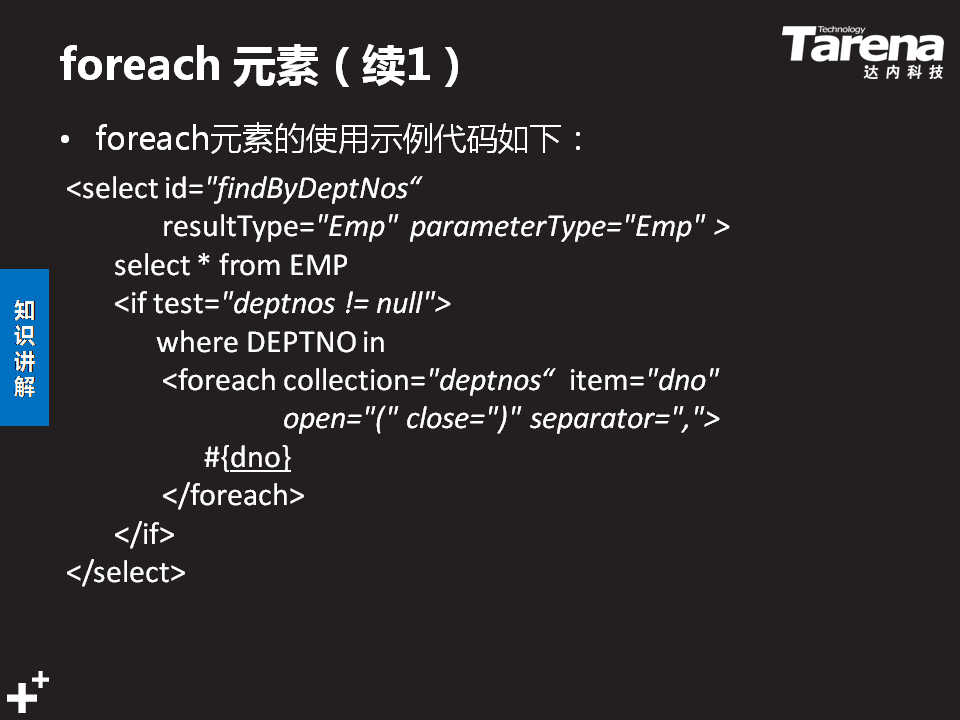 foreach 元素（续1）
Technology
Tarena
达内科技
• foreach元素的使用示例代码如下：
<select id="findByDeptNos“
resultType="Emp" parameterType="Emp" >
select * from EMP
<if test="deptnos != null">
where DEPTNO in
<foreach collection="deptnos“ item="dno"
open="(" close=")" separator=",">
#{dno}
</foreach>
</if>
</select>
知识讲解